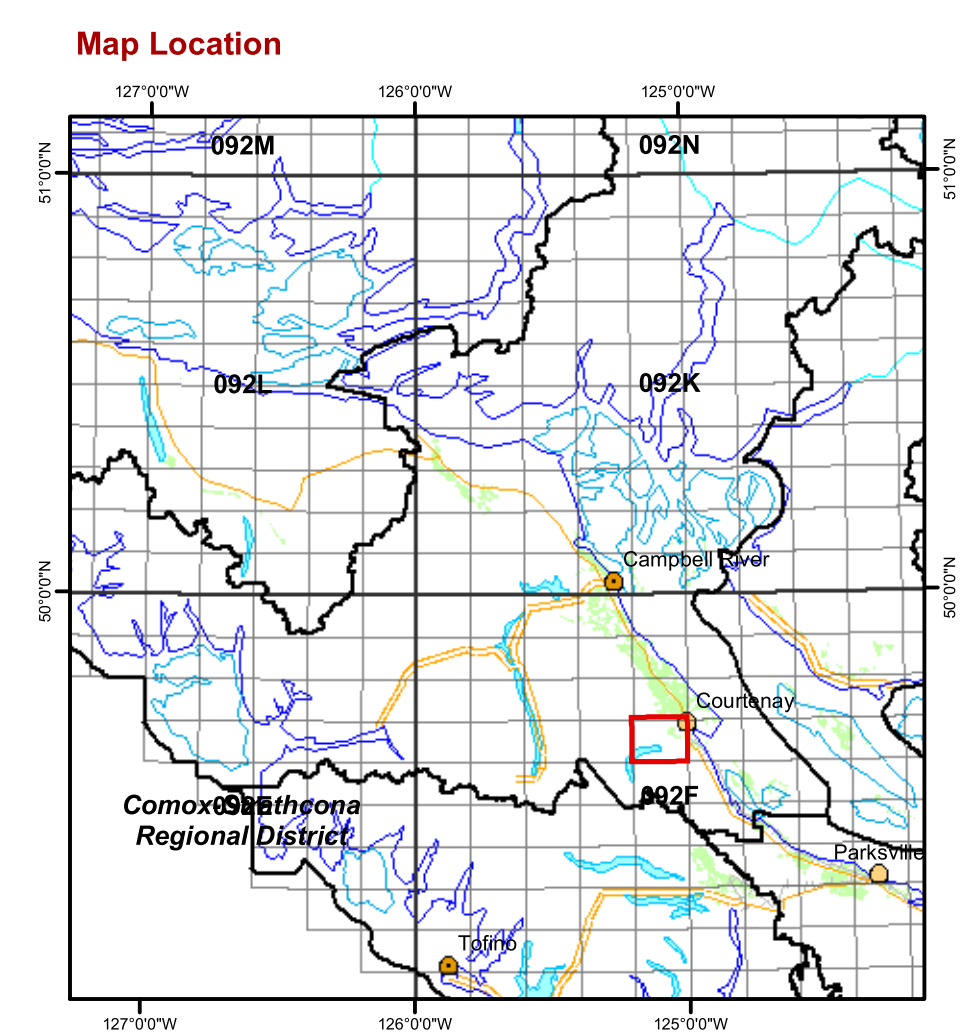 Map Location
127°0'0"W 126°0'0"W 125°0'0"W
092M 092N
51°0'0"N 51°0'0"N
092L 092K
Campbell River
50°0'0"N 50°0'0"N
Courtenay
092F
Comox-Strathcona
Regional District
Parksville
Tofino
127°0'0"W 126°0'0"W 125°0'0"W